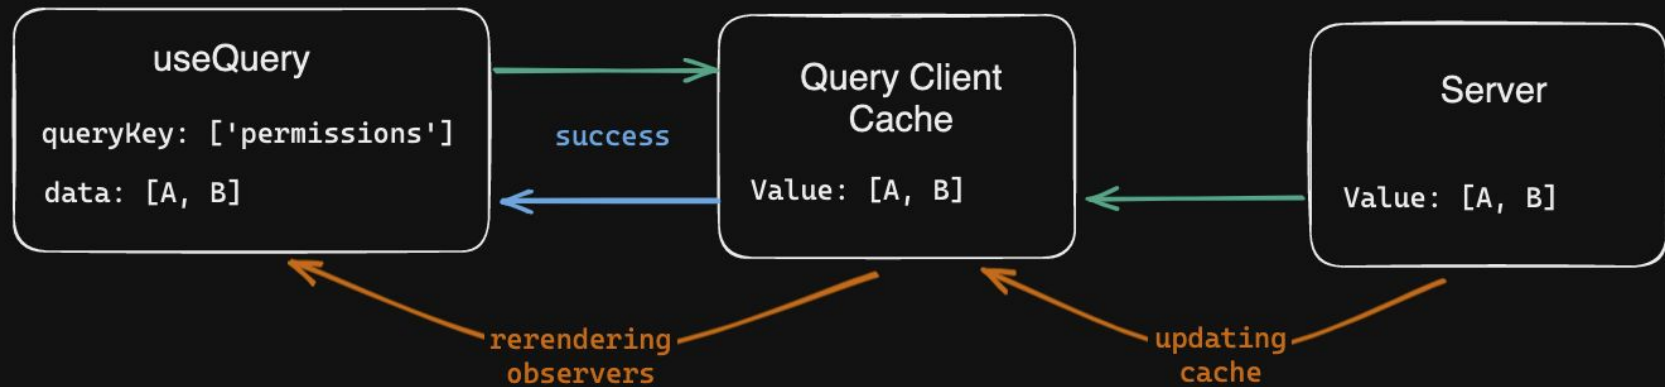 useQuery
queryKey: ['permissions']
data: [A, B]
success
Query Client
Cache
Value: [A, B]
Server
Value: [A, B]
rerendering
observers
updating
cache